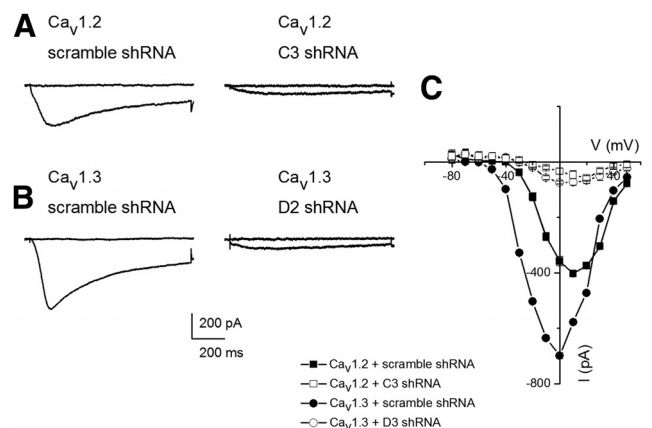 A
Cav1.2
scramble shRNA
Cav1.2
C3 shRNA
B
Cav1.3
scramble shRNA
Cav1.3
D2 shRNA
200 pA
200 ms
C
V (mV)
-80
-40
40
-400
-800
I (pA)
Cav1.2 + scramble shRNA
Cav1.2 + C3 shRNA
Cav1.3 + scramble shRNA
Cav1.3 + D3 shRNA